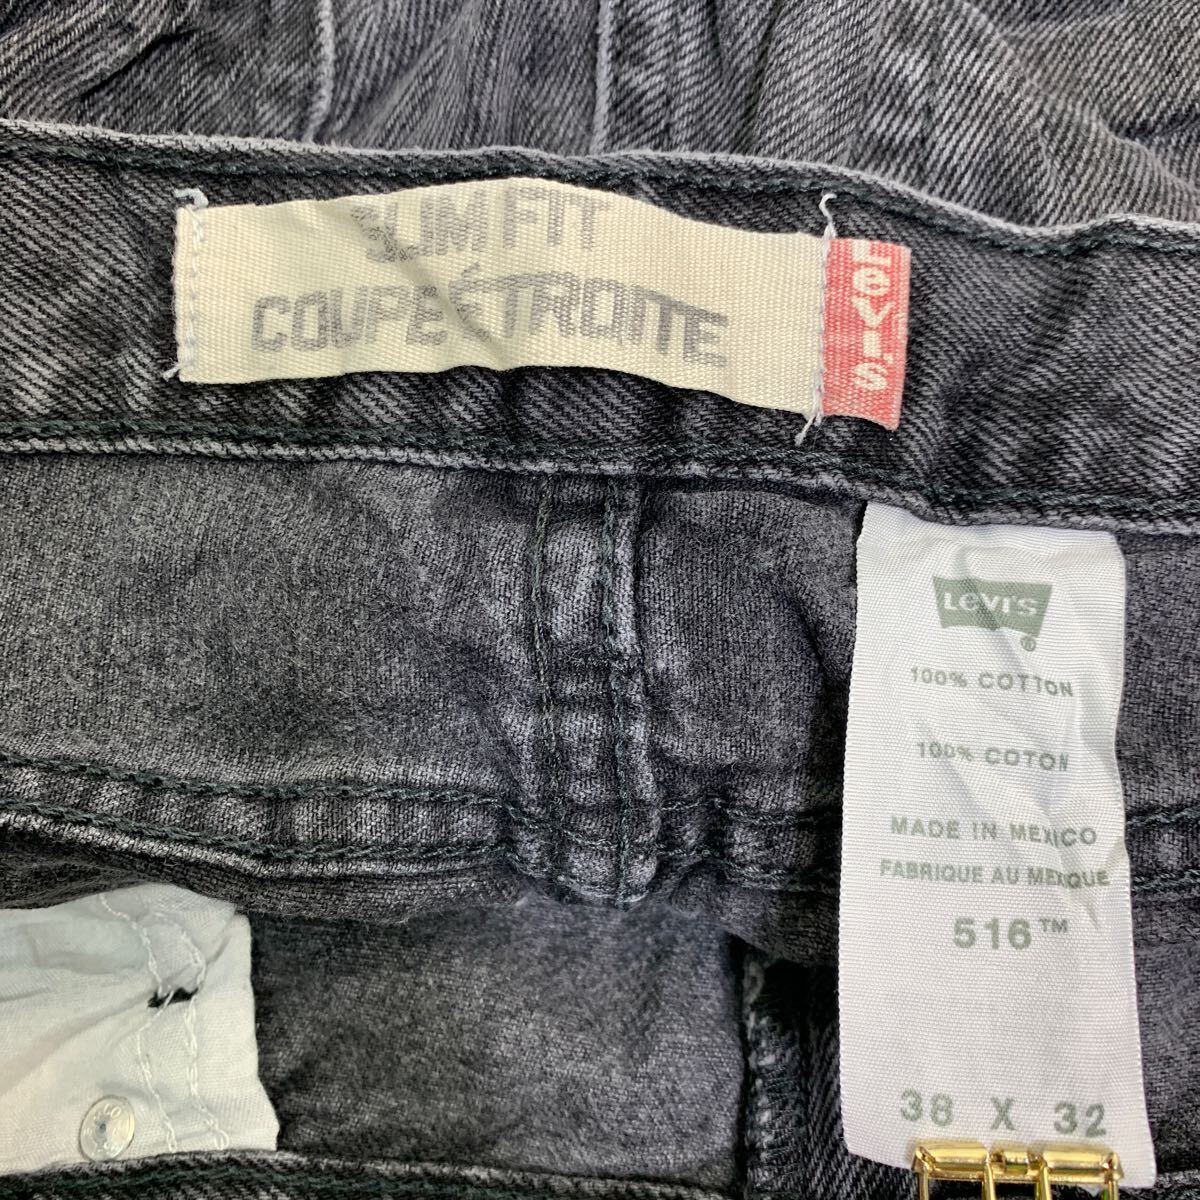 SLIM FIT
COUPE ÉTROITE
Levi's
LEVI'S
®
100% COTTON
100% COTON
MADE IN MEXICO
FABRIQUE AU MEXIQUE
516™
38 X 32